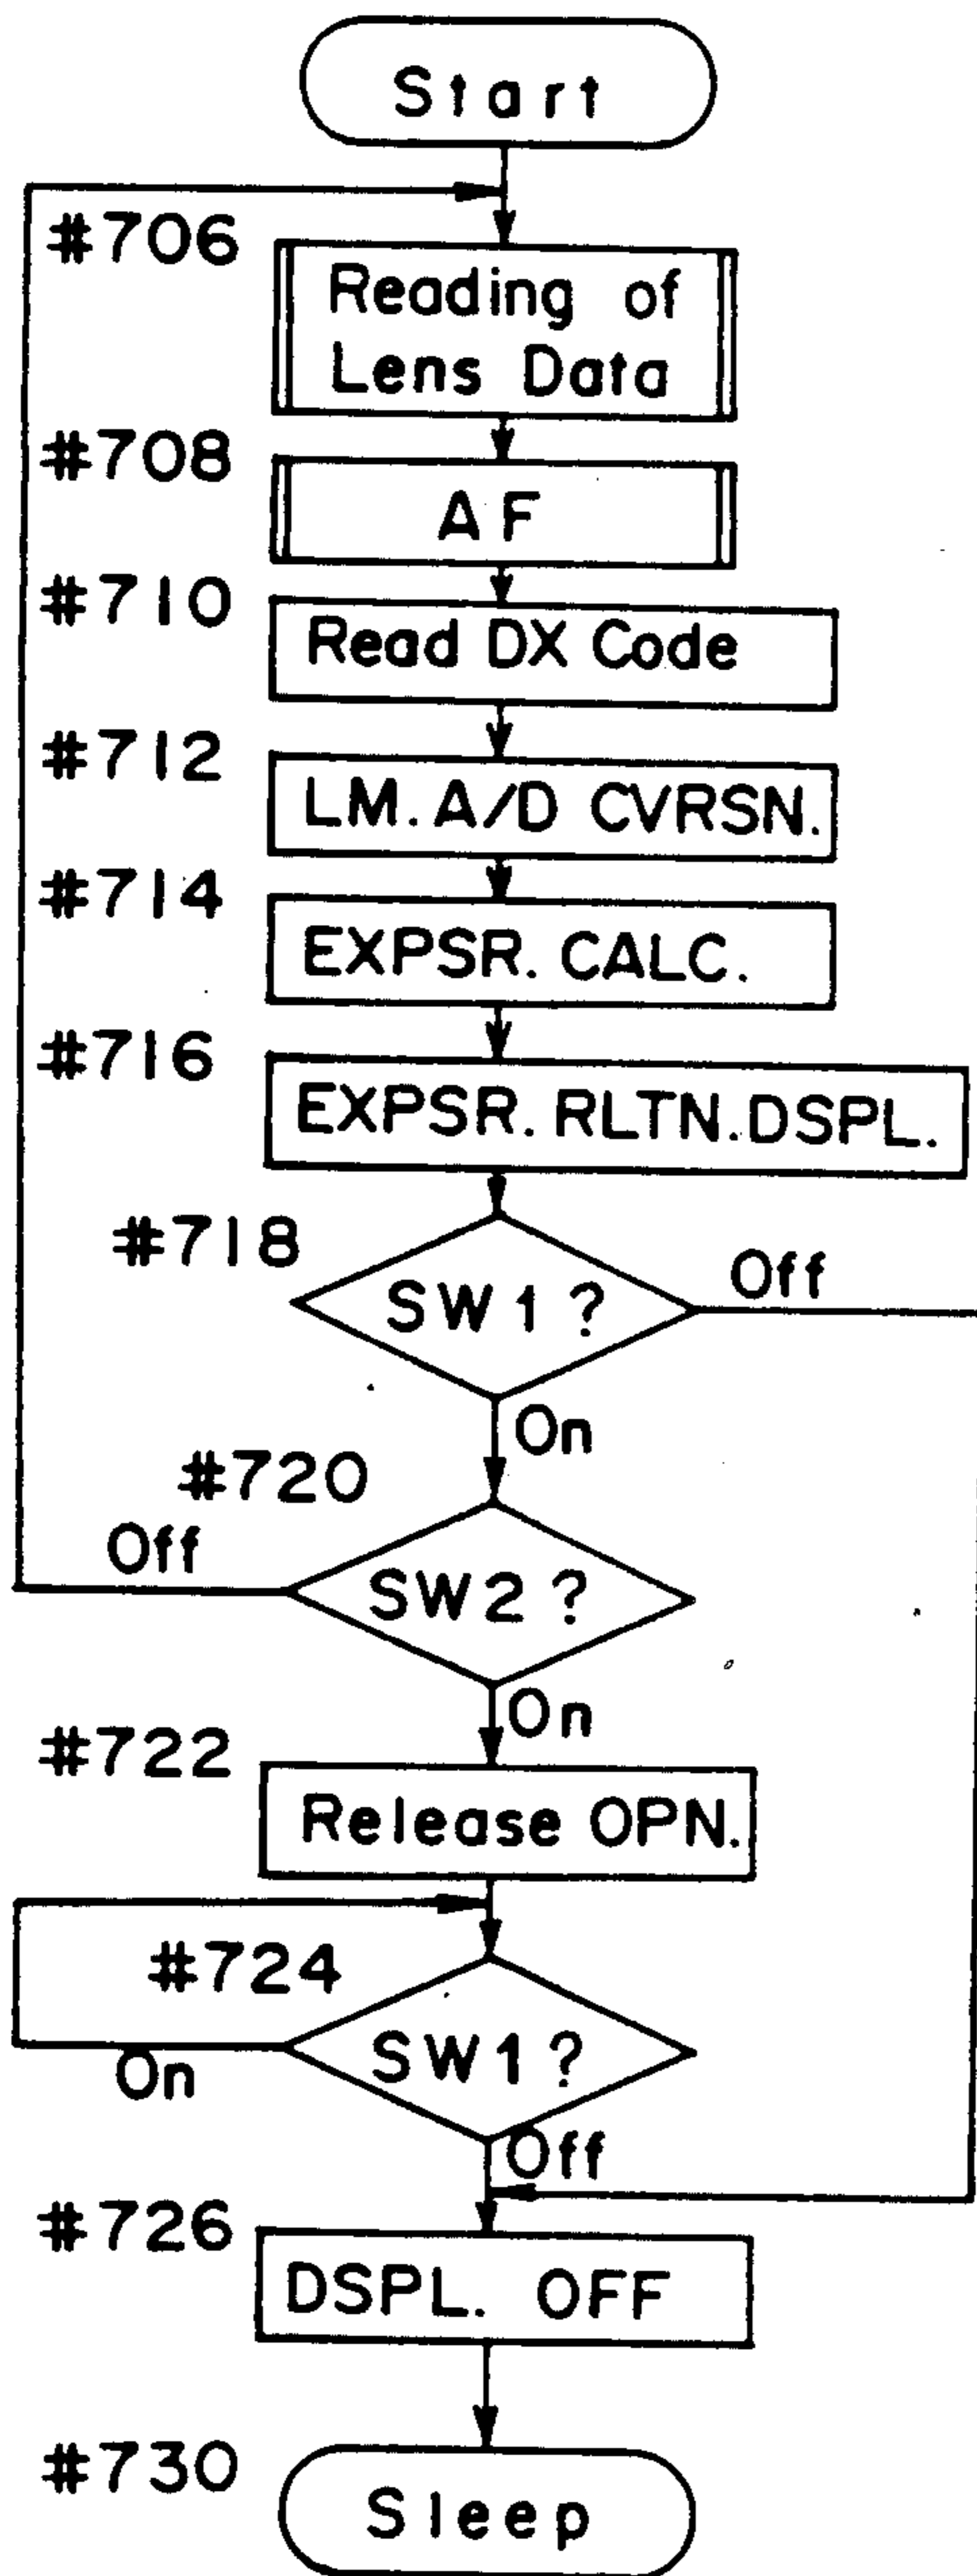 Start
#706
Reading of
Lens Data
#708
AF
#710
Read DX Code
#712
LM. A/D CVRSN.
#714
EXPSR. CALC.
#716
EXPSR. RLTN. DSPL.
#718
SW1?
Off
On
#720
Off
SW2?
On
#722
Release OPN.
#724
SW1?
On
Off
#726
DSPL. OFF
#730
Sleep